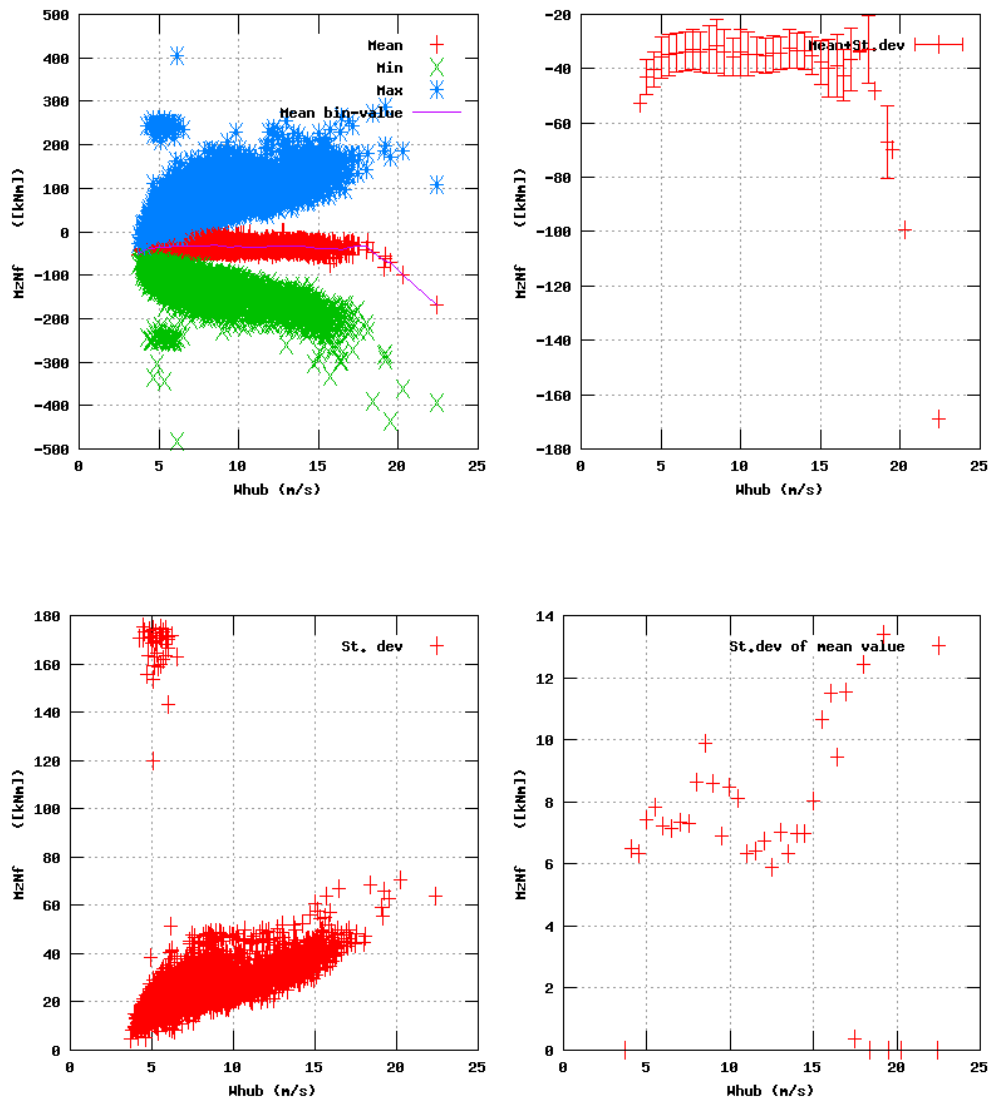 500
400
300
200
100
0
-100
-200
-300
-400
-500
0 5 10 15 20 25
Whub (m/s)
MzNf ([kNm])
Mean
Min
Max
Mean bin-value
-20
-40
-60
-80
-100
-120
-140
-160
-180
0 5 10 15 20 25
Whub (m/s)
MzNf ([kNm])
Mean+St.dev
180
160
140
120
100
80
60
40
20
0
0 5 10 15 20 25
Whub (m/s)
MzNf ([kNm])
St. dev
14
12
10
8
6
4
2
0
0 5 10 15 20 25
Whub (m/s)
MzNf ([kNm])
St.dev of mean value